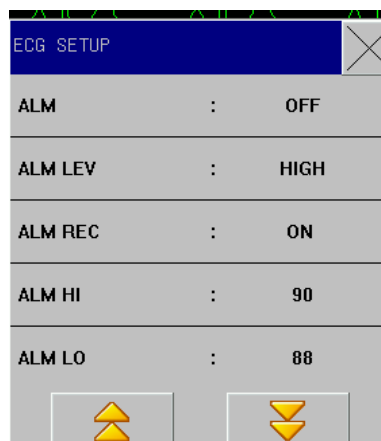 ECG SETUP
ALM : OFF
ALM LEV : HIGH
ALM REC : ON
ALM HI : 90
ALM LO : 88